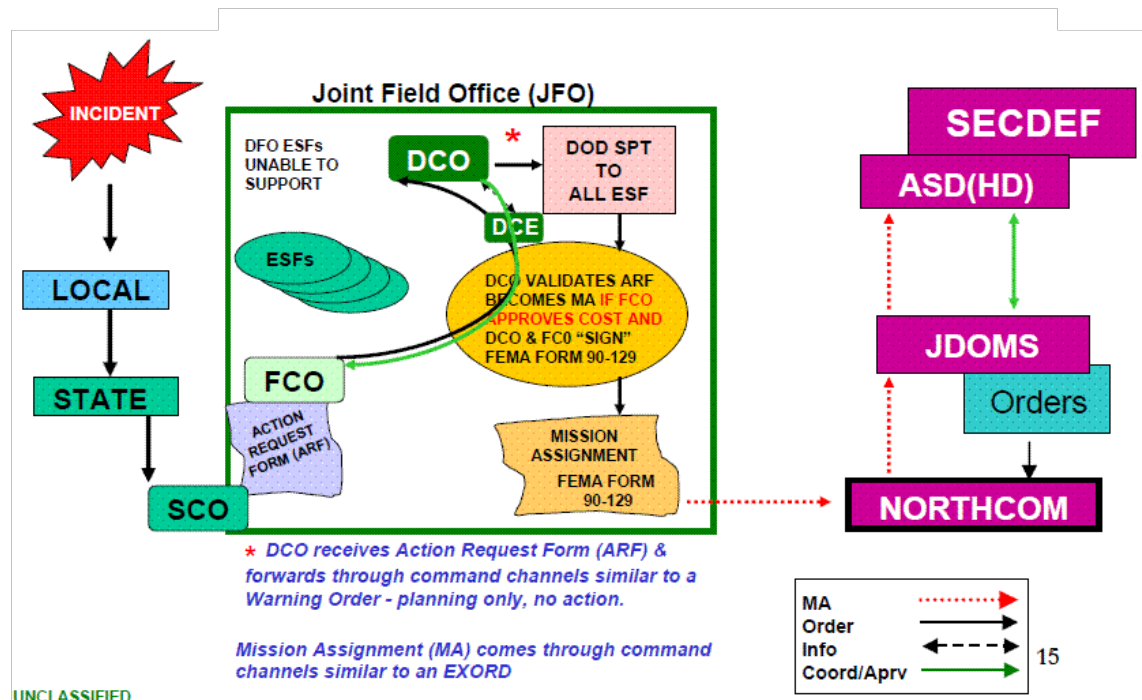 INCIDENT
LOCAL
STATE
SCO
Joint Field Office (JFO)
DFO ESFs
UNABLE TO
SUPPORT
DCO
*
DOD SPT
TO
ALL ESF
DCE
ESFs
DCO VALIDATES ARF
BECOMES MA IF FCO
APPROVES COST AND
DCO & FC0 “SIGN”
FEMA FORM 90-129
FCO
ACTION
REQUEST
FORM (ARF)
MISSION
ASSIGNMENT
FEMA FORM
90-129
* DCO receives Action Request Form (ARF) &
forwards through command channels similar to a
Warning Order - planning only, no action.
Mission Assignment (MA) comes through command
channels similar to an EXORD
SECDEF
ASD(HD)
JDOMS
Orders
NORTHCOM
MA
Order
Info
Coord/Aprv
15
UNCLASSIFIED